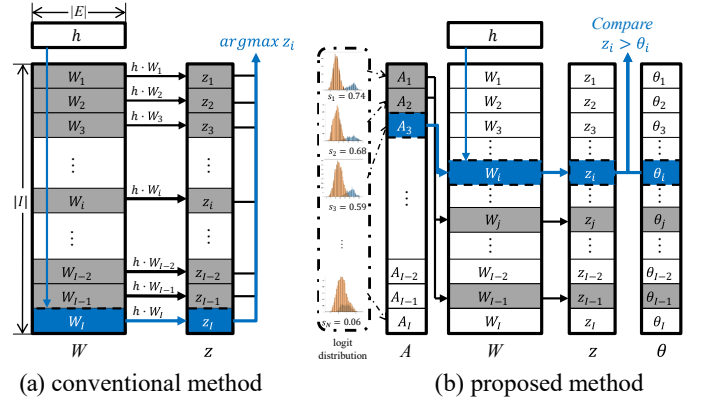 |E|
h
argmax z_i
|I|
W_1 h · W_1 z_1
W_2 h · W_2 z_2
W_3 h · W_3 z_3
⋮ ⋮
W_i h · W_i z_i
⋮ ⋮
W_{I−2} h · W_{I−2} z_{I−2}
W_{I−1} h · W_{I−1} z_{I−1}
W_I h · W_I z_I
W z
(a) conventional method
Compare
z_i > θ_i
h
s_1 = 0.74
s_2 = 0.68
s_3 = 0.59
⋮
s_N = 0.06
logit
distribution
A_1 W_1 z_1 θ_1
A_2 W_2 z_2 θ_2
A_3 W_3 z_3 θ_3
⋮ ⋮ ⋮
W_i z_i θ_i
⋮ ⋮ ⋮ ⋮
W_j z_j θ_j
⋮ ⋮ ⋮
A_{I−2} W_{I−2} z_{I−2} θ_{I−2}
A_{I−1} W_{I−1} z_{I−1} θ_{I−1}
A_I W_I z_I θ_I
A W z θ
(b) proposed method